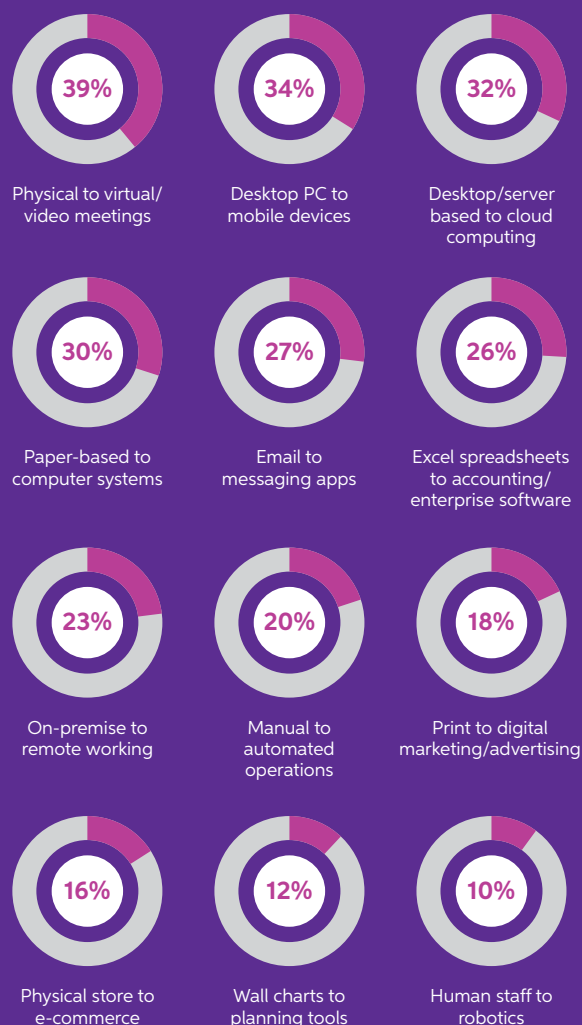 39%
Physical to virtual/
video meetings
34%
Desktop PC to
mobile devices
32%
Desktop/server
based to cloud
computing
30%
Paper-based to
computer systems
27%
Email to
messaging apps
26%
Excel spreadsheets
to accounting/
enterprise software
23%
On-premise to
remote working
20%
Manual to
automated
operations
18%
Print to digital
marketing/advertising
16%
Physical store to
e-commerce
12%
Wall charts to
planning tools
10%
Human staff to
robotics